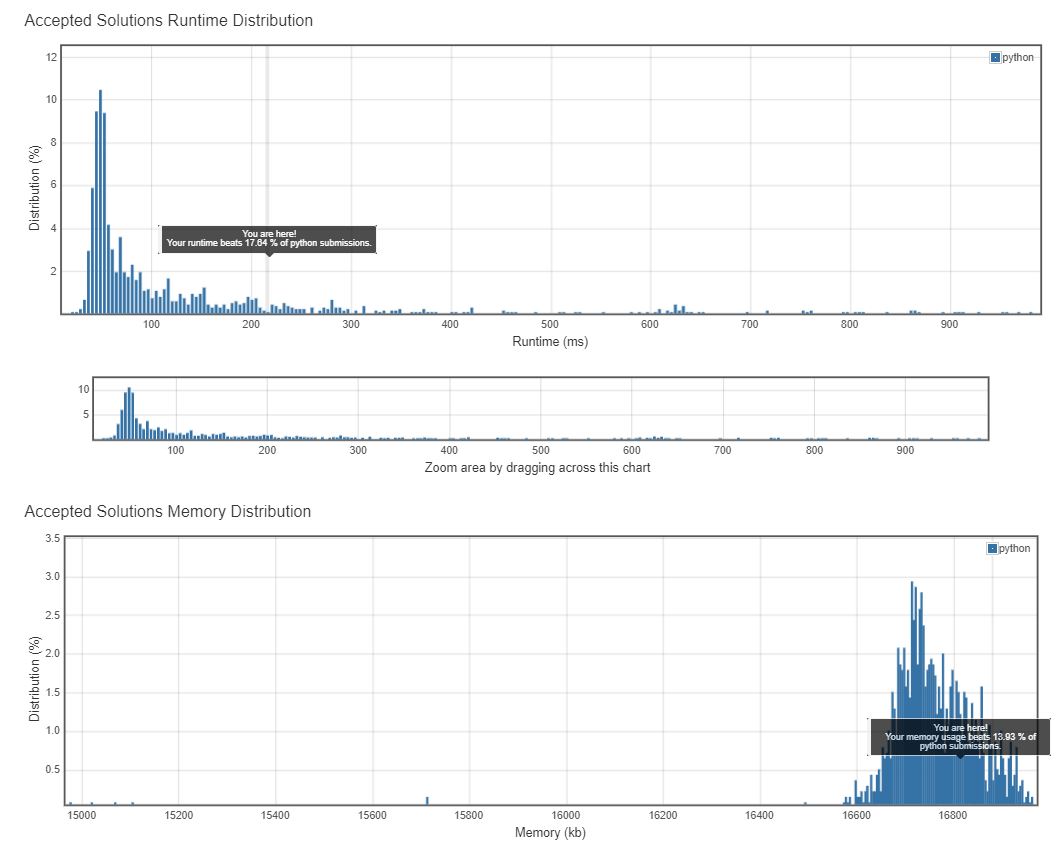 Accepted Solutions Runtime Distribution
12
10
8
6
4
2
Distribution (%)
python
You are here!
Your runtime beats 17.64 % of python submissions.
100 200 300 400 500 600 700 800 900
Runtime (ms)
10
5
100 200 300 400 500 600 700 800 900
Zoom area by dragging across this chart
Accepted Solutions Memory Distribution
3.5
3.0
2.5
2.0
1.5
1.0
0.5
Distribution (%)
python
You are here!
Your memory usage beats 13.93 % of
python submissions.
15000 15200 15400 15600 15800 16000 16200 16400 16600 16800
Memory (kb)